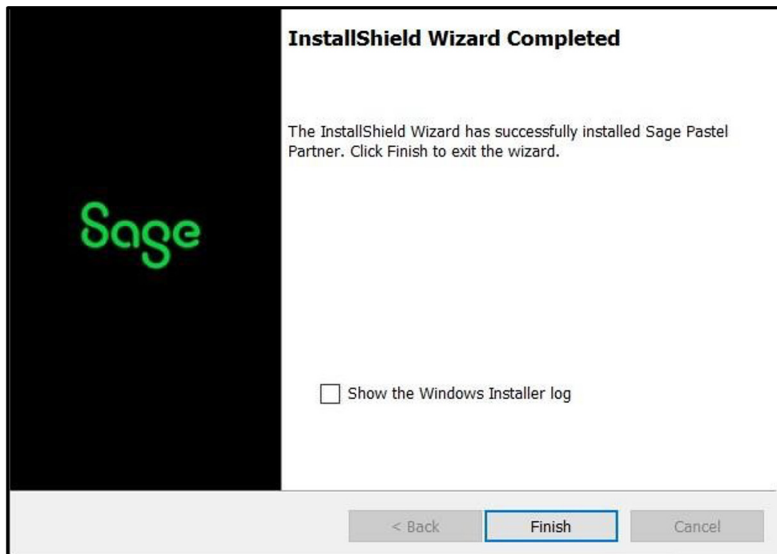 InstallShield Wizard Completed
The InstallShield Wizard has successfully installed Sage Pastel
Partner. Click Finish to exit the wizard.
Sage
Show the Windows Installer log
< Back
Finish
Cancel